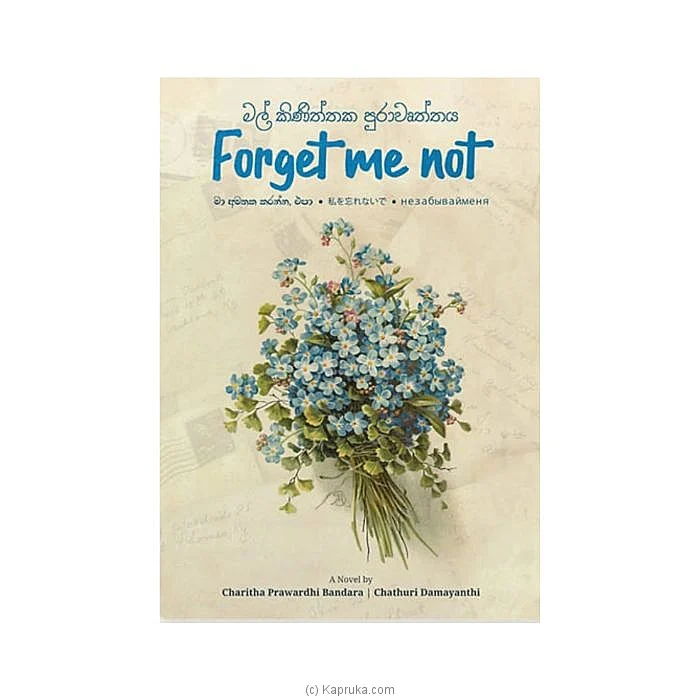 මල් කිණිත්තක පුරාවෘත්තය
Forget me not
මා අමතක කරන්න, එපා • 私を忘れないで • незабывайменя
A Novel by
Charitha Prawardhi Bandara | Chathuri Damayanthi
(c) Kapruka.com